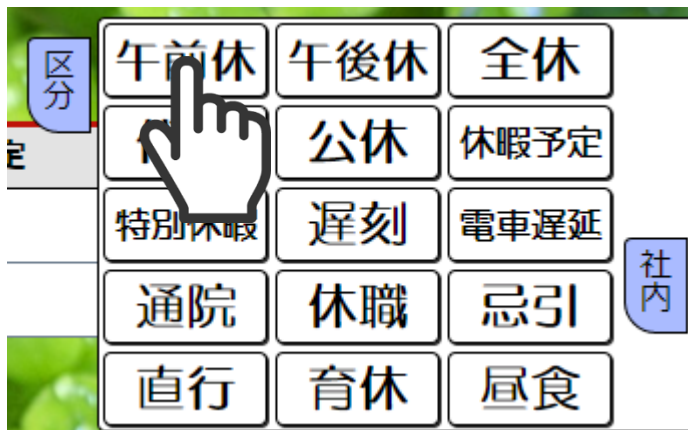 区分
午前休
午後休
全休
定
公休
休暇予定
特別休暇
遅刻
電車遅延
社内
通院
休職
忌引
直行
育休
昼食